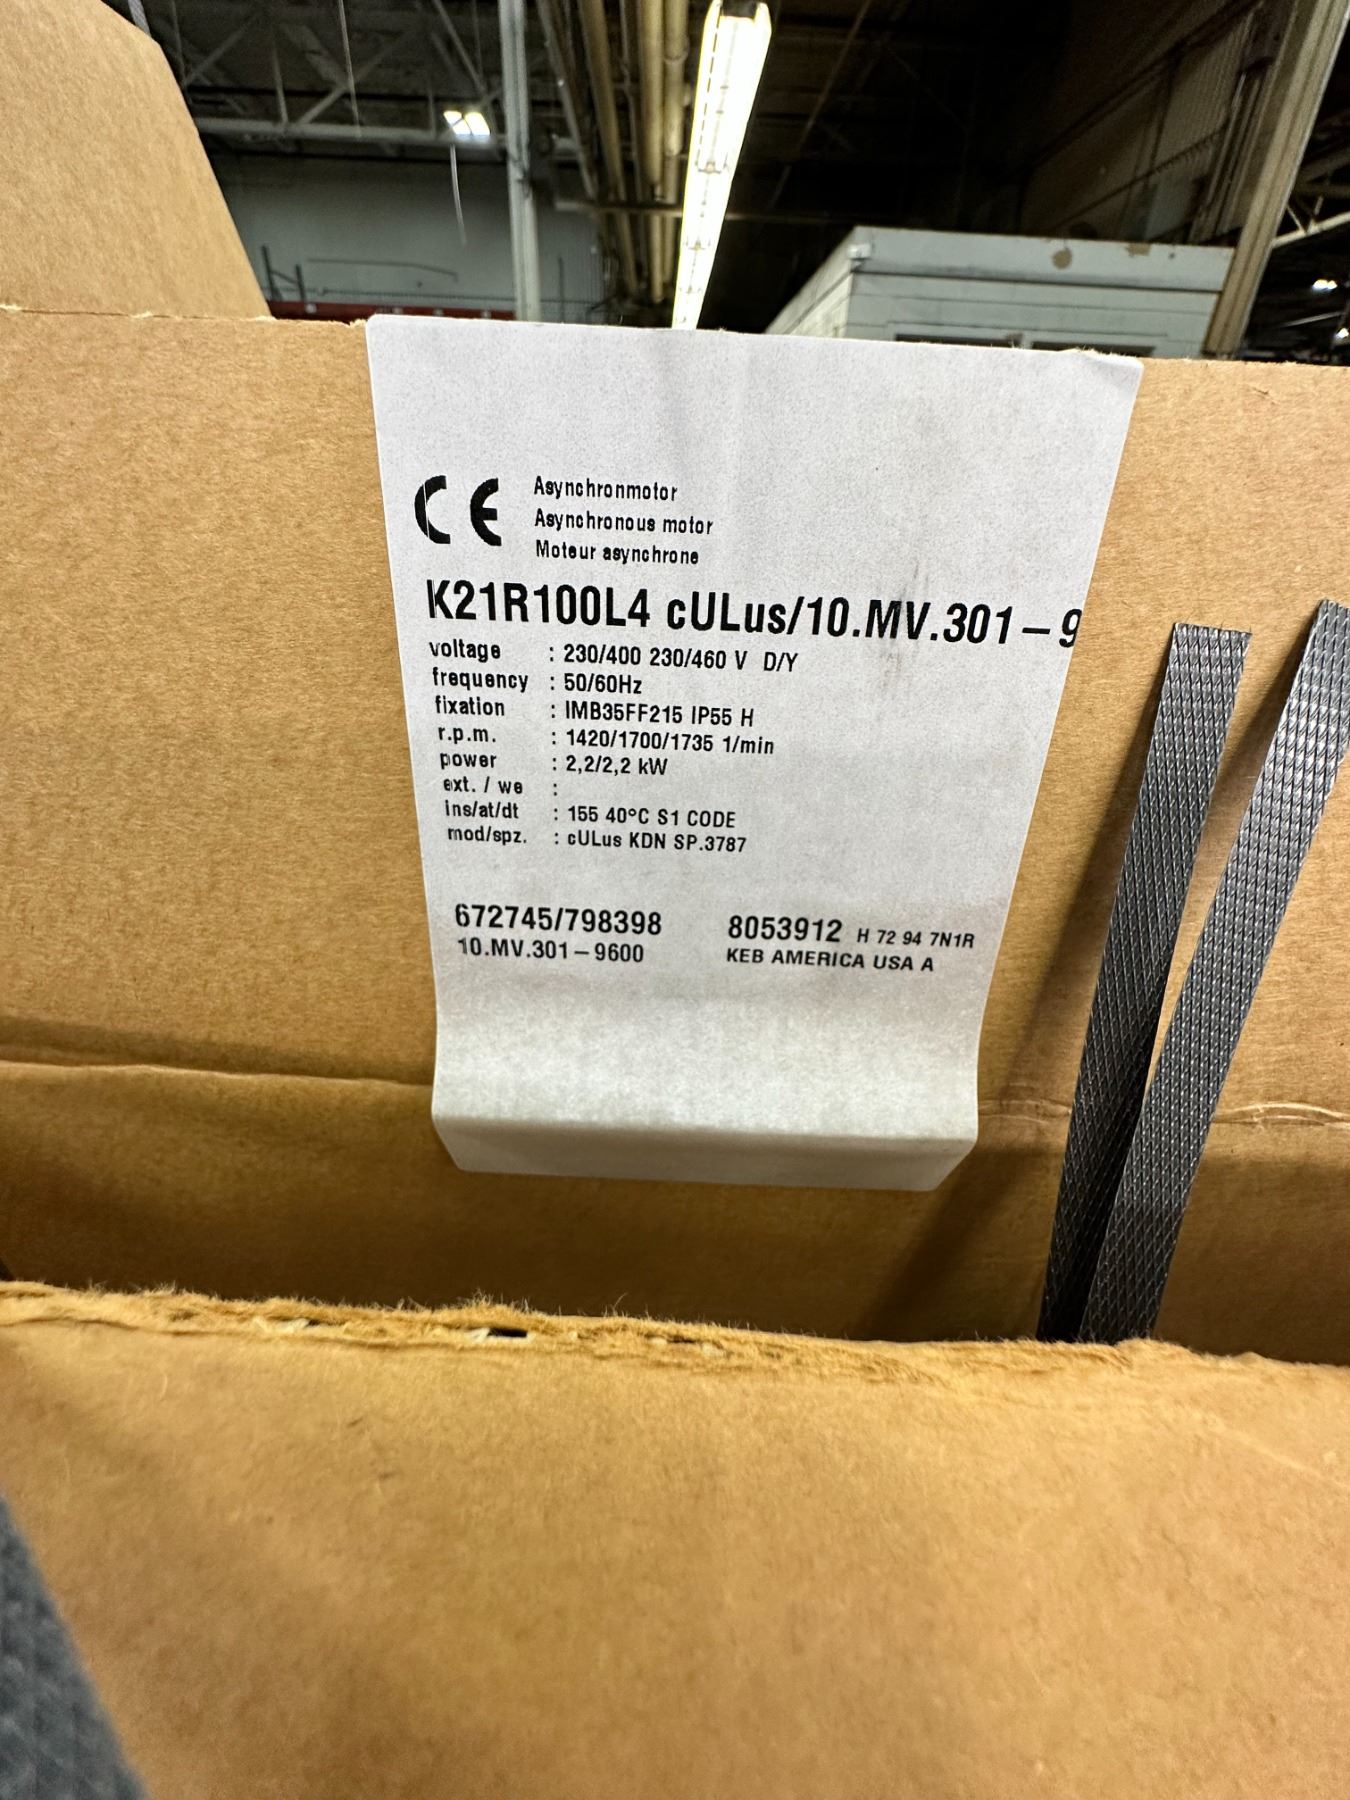 CE
Asynchronmotor
Asynchronous motor
Moteur asynchrone
K21R100L4 cULus/10.MV.301-9
voltage : 230/400 230/460 V D/Y
frequency : 50/60Hz
fixation : IMB35FF215 IP55 H
r.p.m. : 1420/1700/1735 1/min
power : 2,2/2,2 kW
ext. / we :
ins/at/dt : 155 40°C S1 CODE
mod/spz. : cULus KDN SP.3787
672745/798398 8053912 H 72 94 7N1R
10.MV.301-9600 KEB AMERICA USA A